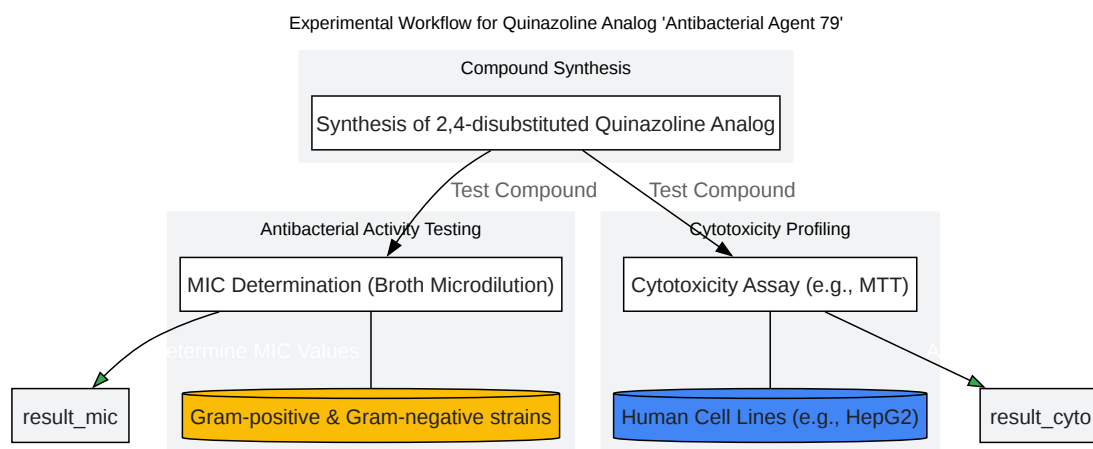 Experimental Workflow for Quinazoline Analog 'Antibacterial Agent 79'
Compound Synthesis
Synthesis of 2,4-disubstituted Quinazoline Analog
Test Compound
Test Compound
Antibacterial Activity Testing
Cytotoxicity Profiling
MIC Determination (Broth Microdilution)
Cytotoxicity Assay (e.g., MTT)
MIC Values
result_mic
Gram-positive & Gram-negative strains
Human Cell Lines (e.g., HepG2)
result_cyto